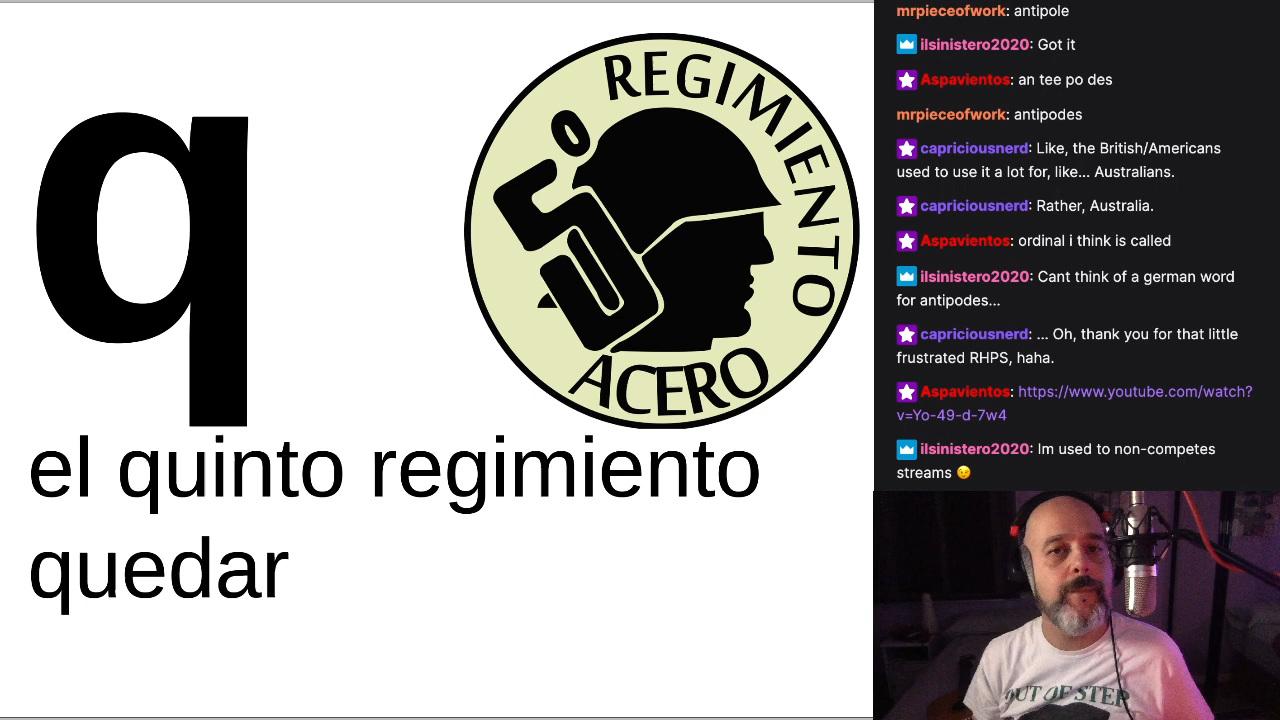 q
REGIMIENTO
5º
ACERO
el quinto regimiento
quedar
mrpieceofwork: antipole
ilsinistero2020: Got it
Aspavientos: an tee po des
mrpieceofwork: antipodes
capriciousnerd: Like, the British/Americans
used to use it a lot for, like... Australians.
capriciousnerd: Rather, Australia.
Aspavientos: ordinal i think is called
ilsinistero2020: Cant think of a german word
for antipodes...
capriciousnerd: ... Oh, thank you for that little
frustrated RHPS, haha.
Aspavientos: https://www.youtube.com/watch?
v=Yo-49-d-7w4
ilsinistero2020: Im used to non-competes
streams 😉
OUT OF STEP